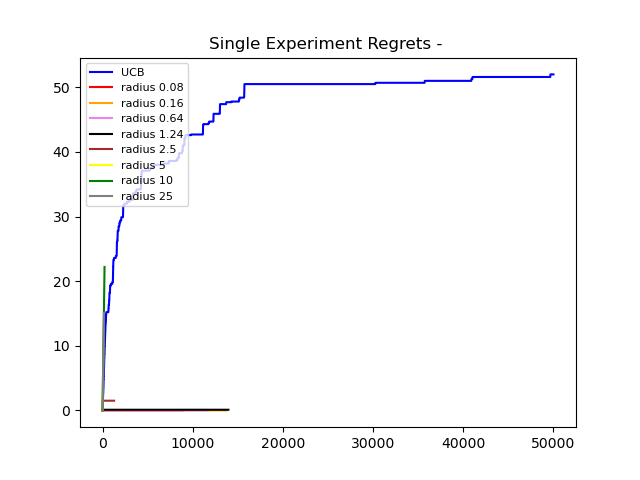 Single Experiment Regrets -
UCB
radius 0.08
radius 0.16
radius 0.64
radius 1.24
radius 2.5
radius 5
radius 10
radius 25
50
40
30
20
10
0
0 10000 20000 30000 40000 50000